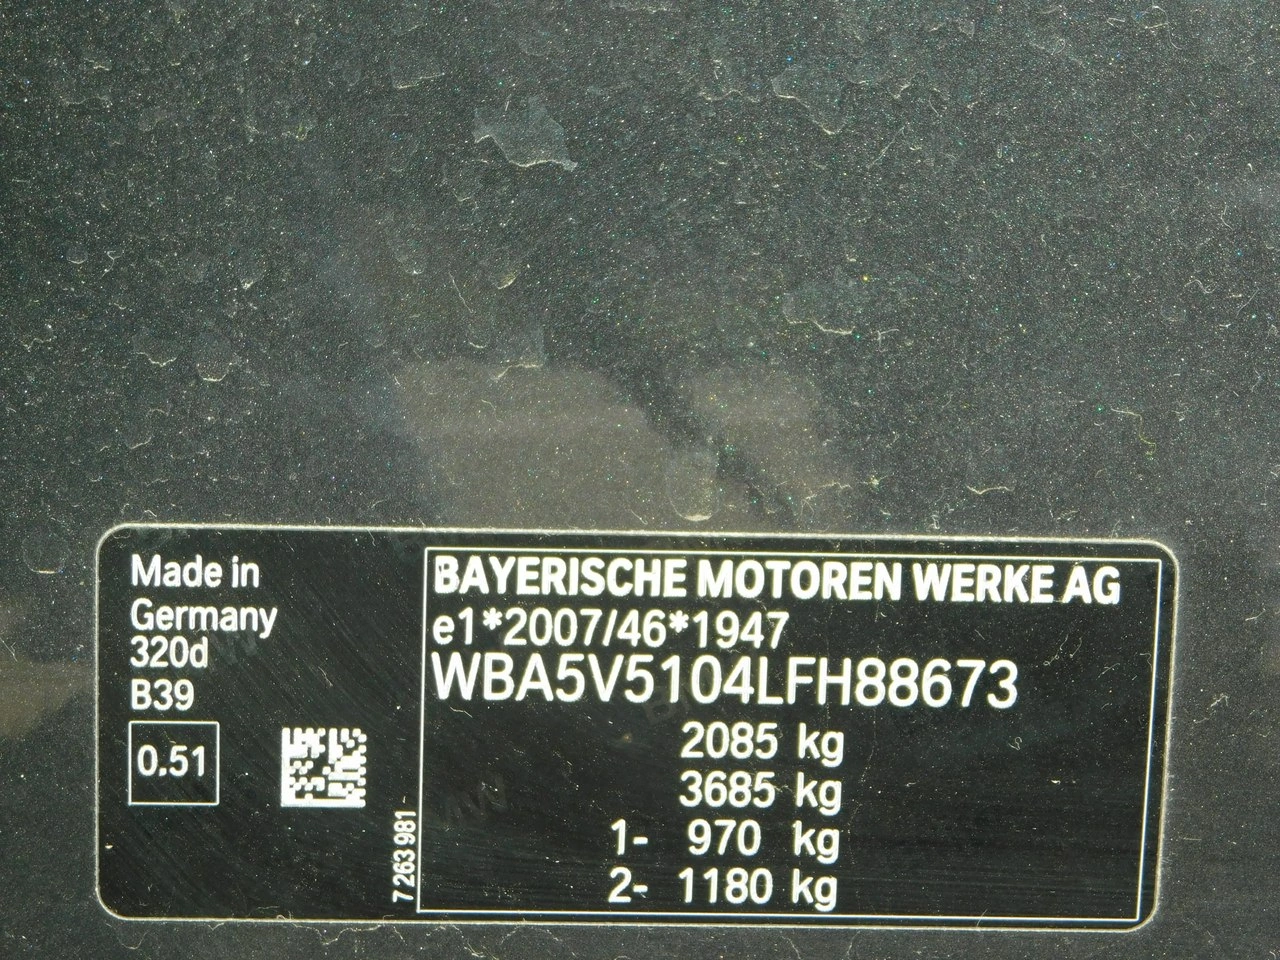 Made in
Germany
320d
B39
0.51
7 263 981
BAYERISCHE MOTOREN WERKE AG
e1*2007/46*1947
WBA5V5104LFH88673
2085 kg
3685 kg
1- 970 kg
2- 1180 kg